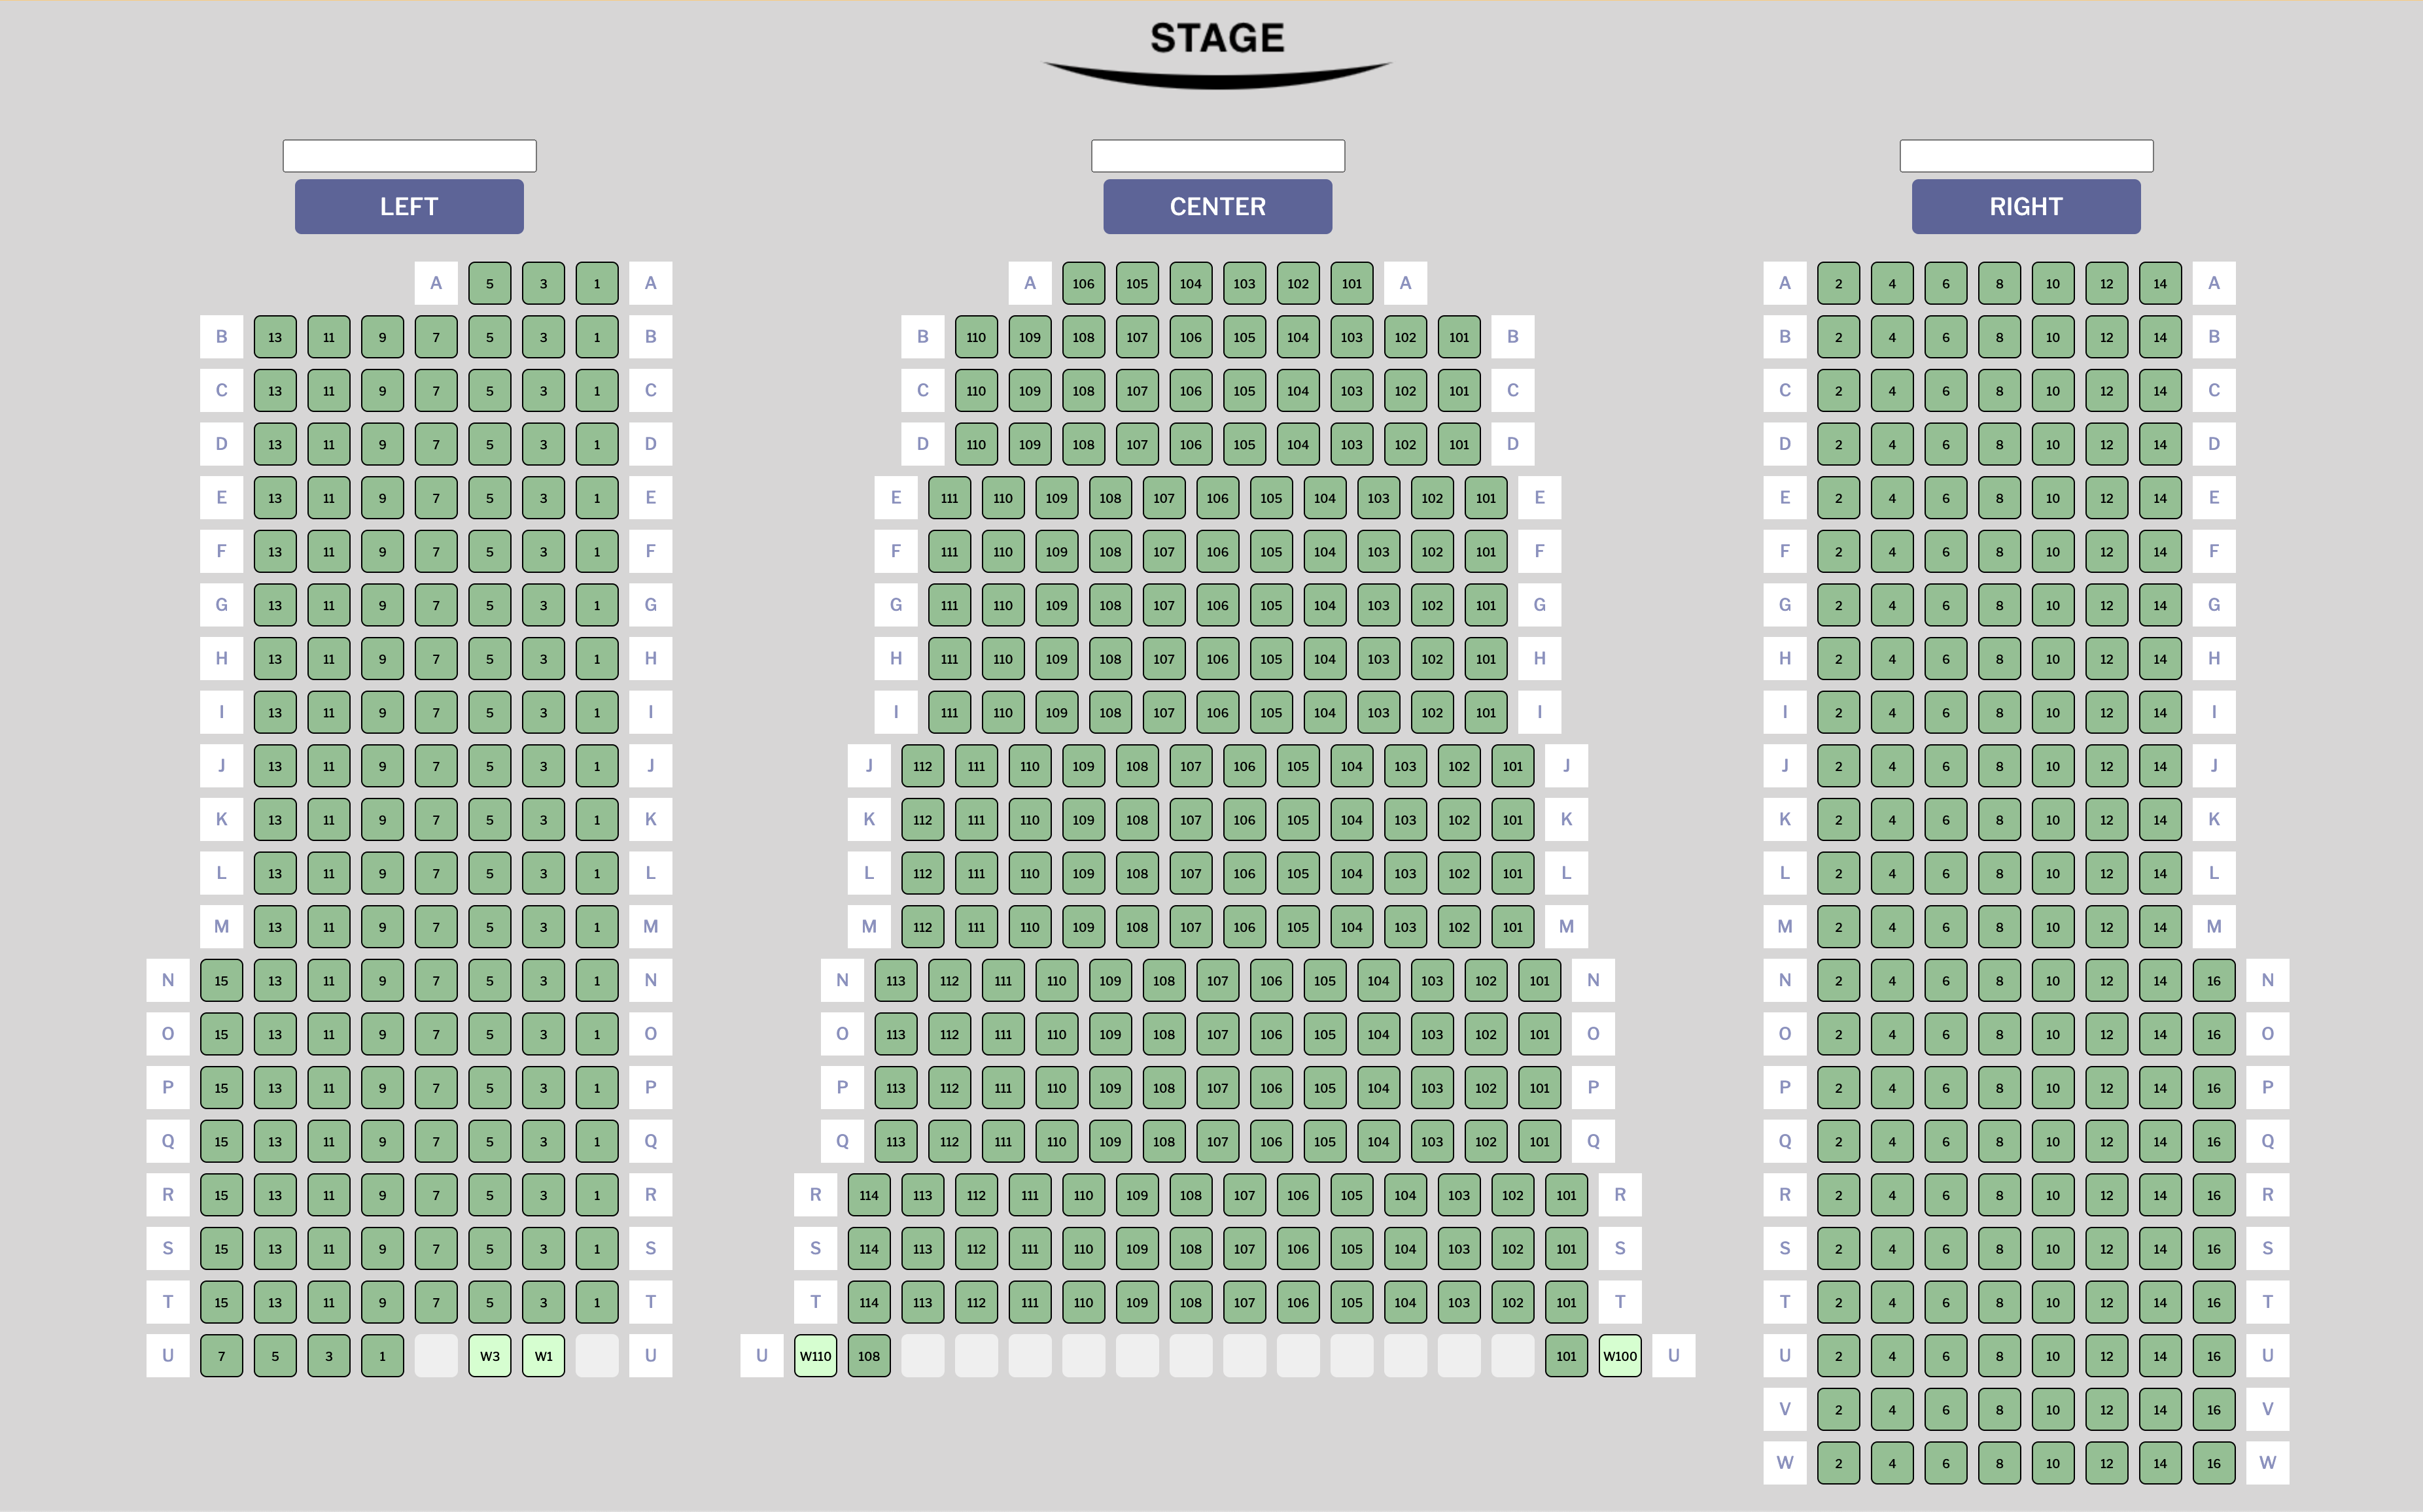 STAGE
LEFT CENTER RIGHT
A 5 3 1 A A 106 105 104 103 102 101 A A 2 4 6 8 10 12 14 A
B 13 11 9 7 5 3 1 B B 110 109 108 107 106 105 104 103 102 101 B B 2 4 6 8 10 12 14 B
C 13 11 9 7 5 3 1 C C 110 109 108 107 106 105 104 103 102 101 C C 2 4 6 8 10 12 14 C
D 13 11 9 7 5 3 1 D D 110 109 108 107 106 105 104 103 102 101 D D 2 4 6 8 10 12 14 D
E 13 11 9 7 5 3 1 E E 111 110 109 108 107 106 105 104 103 102 101 E E 2 4 6 8 10 12 14 E
F 13 11 9 7 5 3 1 F F 111 110 109 108 107 106 105 104 103 102 101 F F 2 4 6 8 10 12 14 F
G 13 11 9 7 5 3 1 G G 111 110 109 108 107 106 105 104 103 102 101 G G 2 4 6 8 10 12 14 G
H 13 11 9 7 5 3 1 H H 111 110 109 108 107 106 105 104 103 102 101 H H 2 4 6 8 10 12 14 H
I 13 11 9 7 5 3 1 I I 111 110 109 108 107 106 105 104 103 102 101 I I 2 4 6 8 10 12 14 I
J 13 11 9 7 5 3 1 J J 112 111 110 109 108 107 106 105 104 103 102 101 J J 2 4 6 8 10 12 14 J
K 13 11 9 7 5 3 1 K K 112 111 110 109 108 107 106 105 104 103 102 101 K K 2 4 6 8 10 12 14 K
L 13 11 9 7 5 3 1 L L 112 111 110 109 108 107 106 105 104 103 102 101 L L 2 4 6 8 10 12 14 L
M 13 11 9 7 5 3 1 M M 112 111 110 109 108 107 106 105 104 103 102 101 M M 2 4 6 8 10 12 14 M
N 15 13 11 9 7 5 3 1 N N 113 112 111 110 109 108 107 106 105 104 103 102 101 N N 2 4 6 8 10 12 14 16 N
O 15 13 11 9 7 5 3 1 O O 113 112 111 110 109 108 107 106 105 104 103 102 101 O O 2 4 6 8 10 12 14 16 O
P 15 13 11 9 7 5 3 1 P P 113 112 111 110 109 108 107 106 105 104 103 102 101 P P 2 4 6 8 10 12 14 16 P
Q 15 13 11 9 7 5 3 1 Q Q 113 112 111 110 109 108 107 106 105 104 103 102 101 Q Q 2 4 6 8 10 12 14 16 Q
R 15 13 11 9 7 5 3 1 R R 114 113 112 111 110 109 108 107 106 105 104 103 102 101 R R 2 4 6 8 10 12 14 16 R
S 15 13 11 9 7 5 3 1 S S 114 113 112 111 110 109 108 107 106 105 104 103 102 101 S S 2 4 6 8 10 12 14 16 S
T 15 13 11 9 7 5 3 1 T T 114 113 112 111 110 109 108 107 106 105 104 103 102 101 T T 2 4 6 8 10 12 14 16 T
U 7 5 3 1 W3 W1 U U W110 108 101 W100 U U 2 4 6 8 10 12 14 16 U
V 2 4 6 8 10 12 14 16 V
W 2 4 6 8 10 12 14 16 W